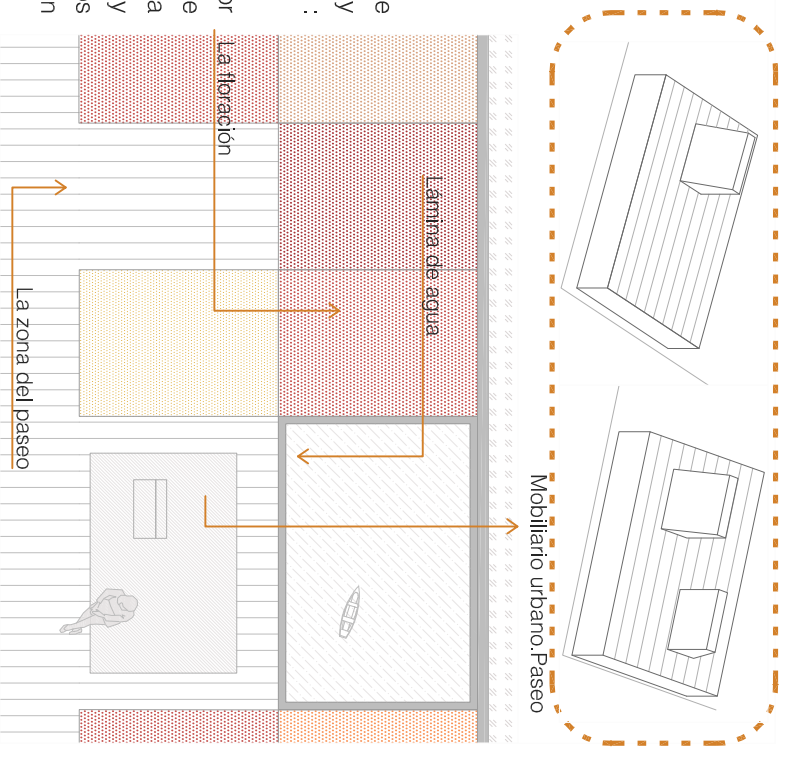 Mobiliario urbano.Paseo
Lámina de agua
La floración
La zona del paseo